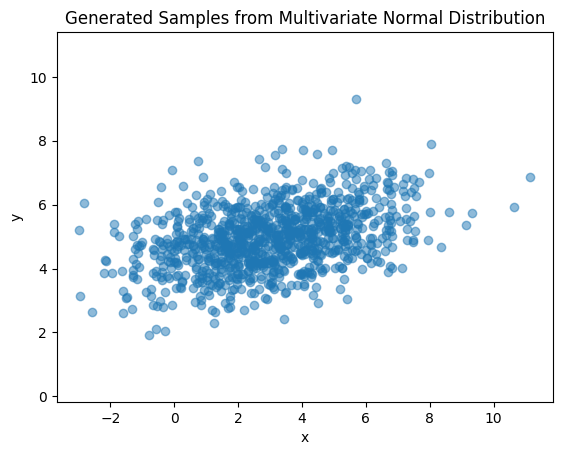 Generated Samples from Multivariate Normal Distribution
10
8
6
4
2
0
y
−2 0 2 4 6 8 10
x